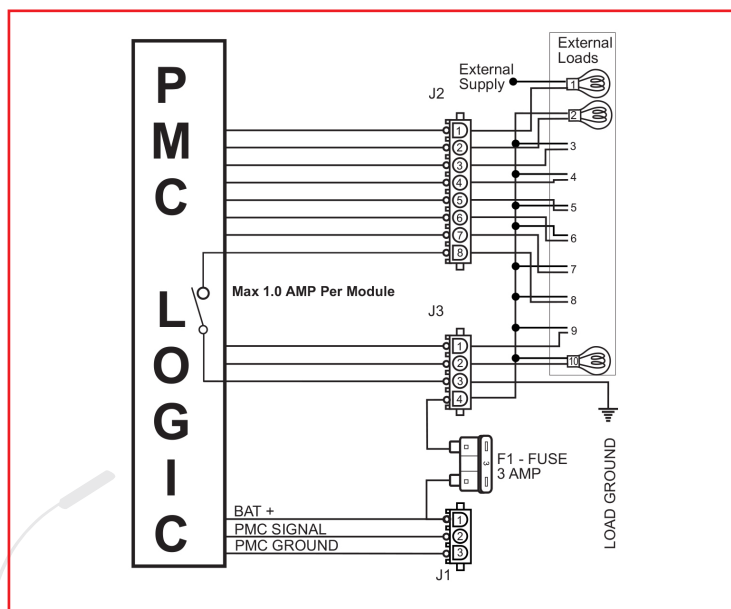 PMC LOGIC
External Loads
External Supply
J2
1
2
3
4
5
6
7
8
1
2
3
4
5
6
7
8
9
10
Max 1.0 AMP Per Module
J3
1
2
3
4
3
F1 - FUSE
3 AMP
LOAD GROUND
BAT +
PMC SIGNAL
PMC GROUND
1
2
3
J1